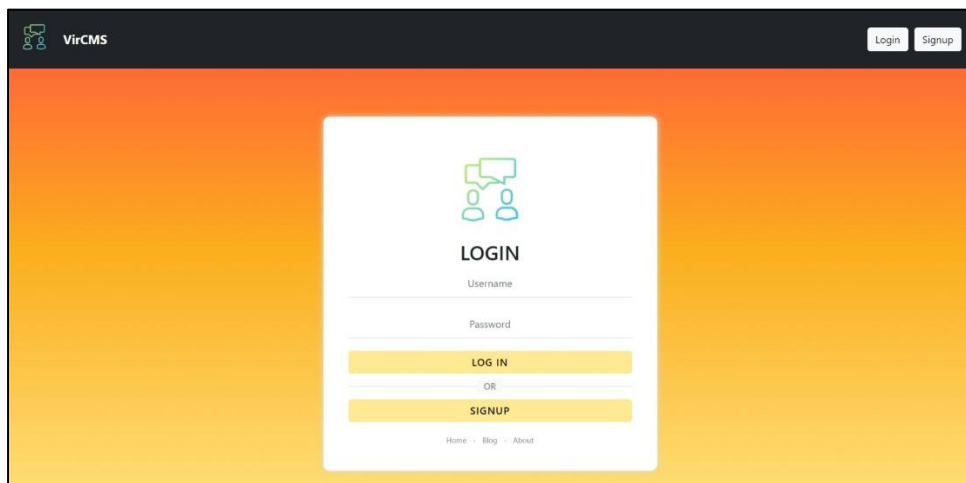 VirCMS
Login Signup
LOGIN
Username
Password
LOG IN
OR
SIGNUP
Home - Blog - About